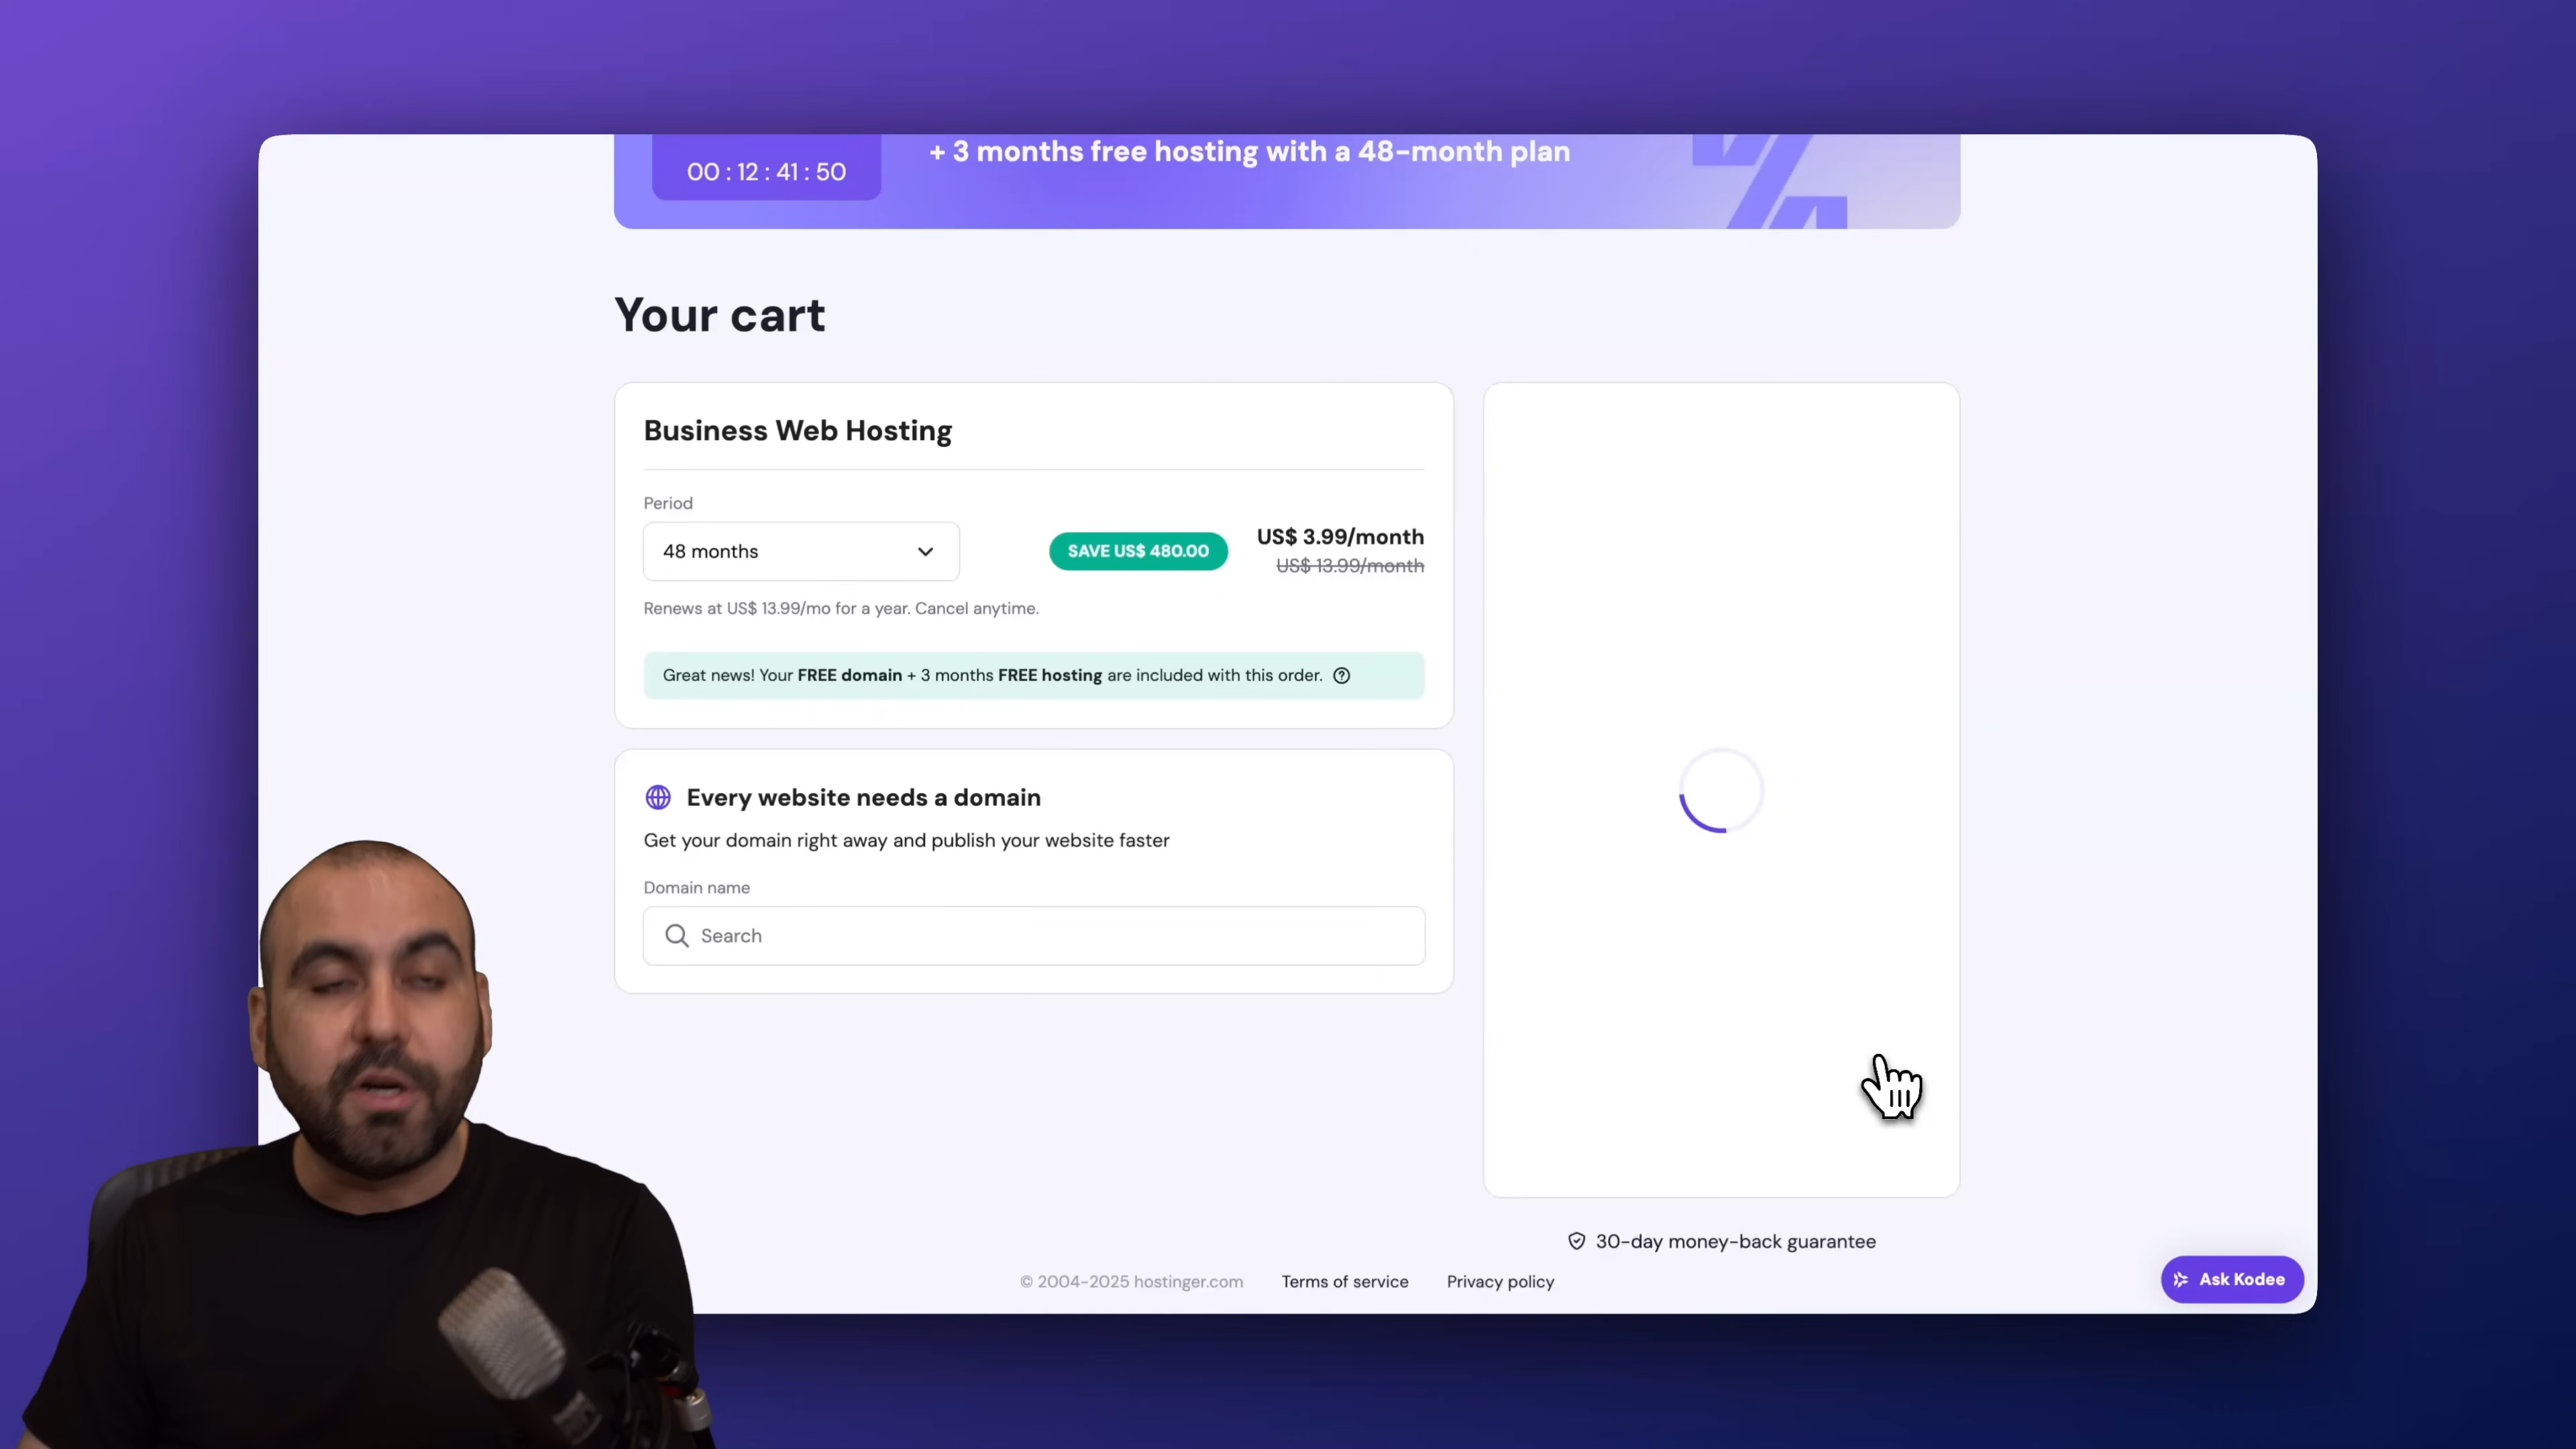 + 3 months free hosting with a 48-month plan
00 : 12 : 41 : 50
Your cart
Business Web Hosting
Period
48 months
SAVE US$ 480.00
US$ 3.99/month
US$ 13.99/month
Renews at US$ 13.99/mo for a year. Cancel anytime.
Great news! Your FREE domain + 3 months FREE hosting are included with this order.
Every website needs a domain
Get your domain right away and publish your website faster
Domain name
Search
30-day money-back guarantee
© 2004-2025 hostinger.com Terms of service Privacy policy
Ask Kodee